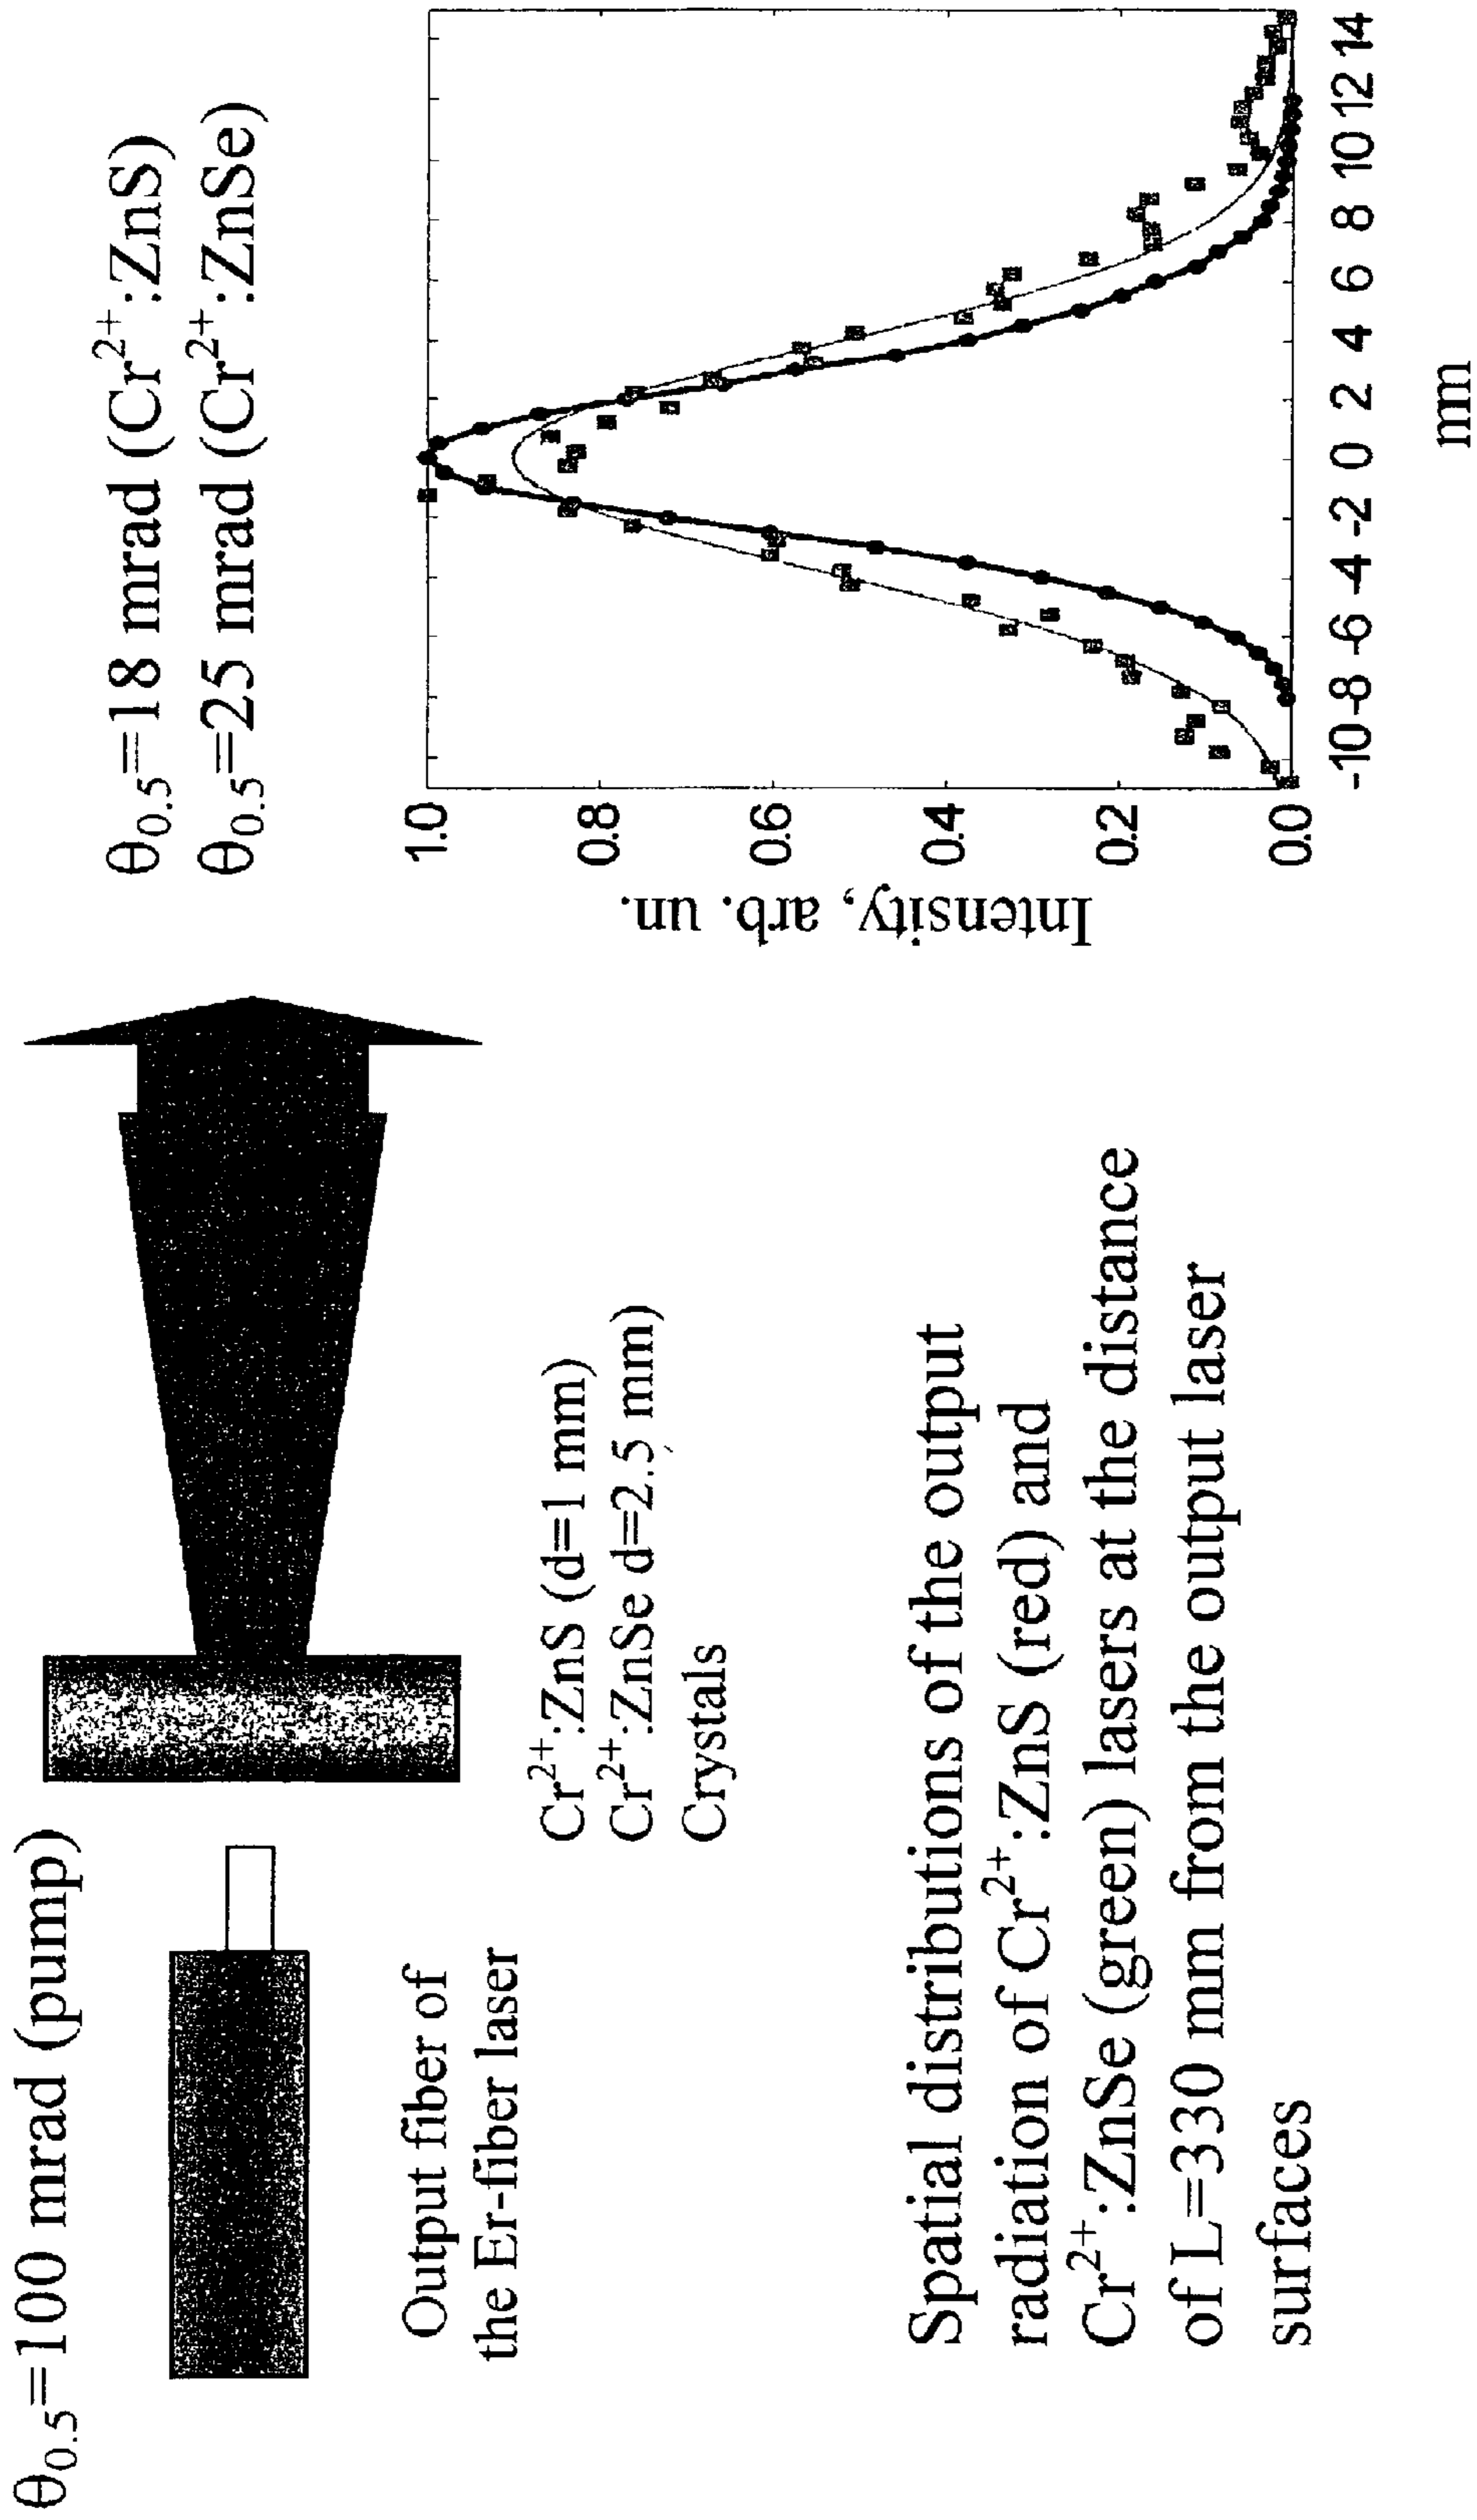 θ0.5=100 mrad (pump)
Output fiber of
the Er-fiber laser
Cr2+:ZnS (d=1 mm)
Cr2+:ZnSe d=2.5 mm)
Crystals
θ0.5=18 mrad (Cr2+:ZnS)
θ0.5=25 mrad (Cr2+:ZnSe)
Intensity, arb. un.
1.0
0.8
0.6
0.4
0.2
0.0
-10 -8 -6 -4 -2 0 2 4 6 8 10 12 14
mm
Spatial distributions of the output
radiation of Cr2+:ZnS (red) and
Cr2+:ZnSe (green) lasers at the distance
of L=330 mm from the output laser
surfaces